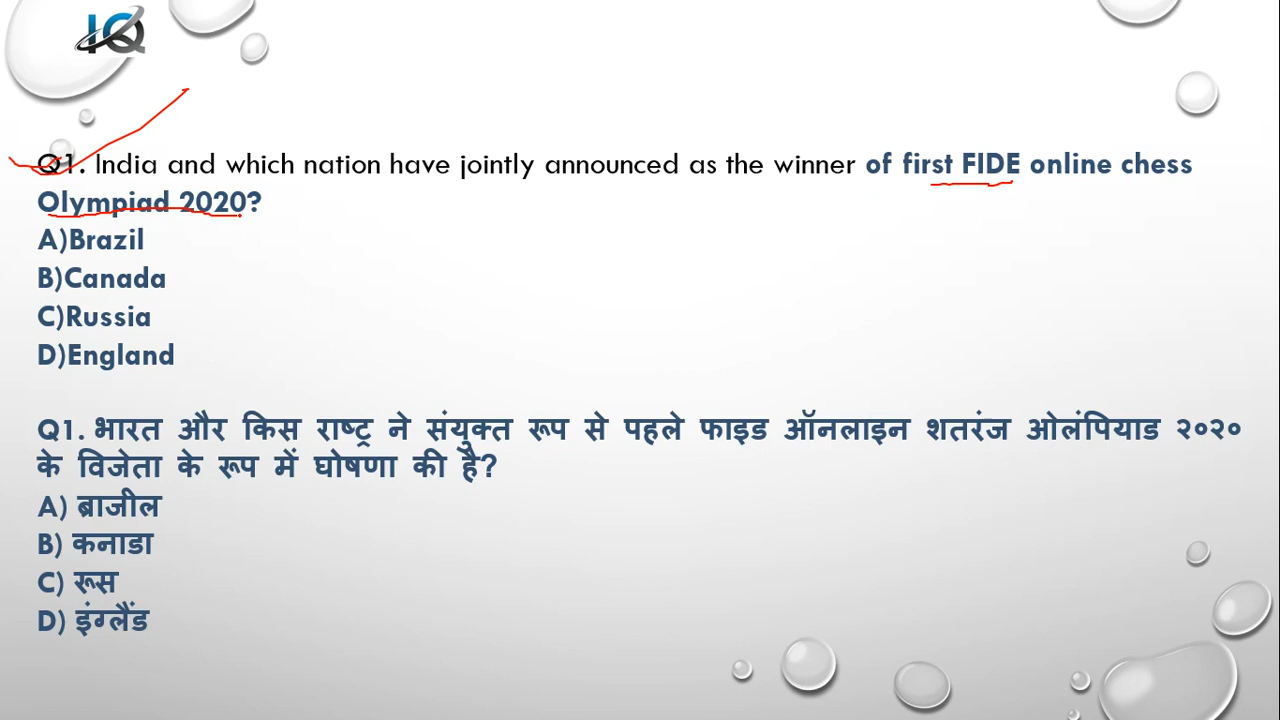 IQ
Q1. India and which nation have jointly announced as the winner of first FIDE online chess
Olympiad 2020?
A)Brazil
B)Canada
C)Russia
D)England
Q1. भारत और किस राष्ट्र ने संयुक्त रूप से पहले फाइड ऑनलाइन शतरंज ओलंपियाड २०२०
के विजेता के रूप में घोषणा की है?
A) ब्राजील
B) कनाडा
C) रूस
D) इंग्लैंड